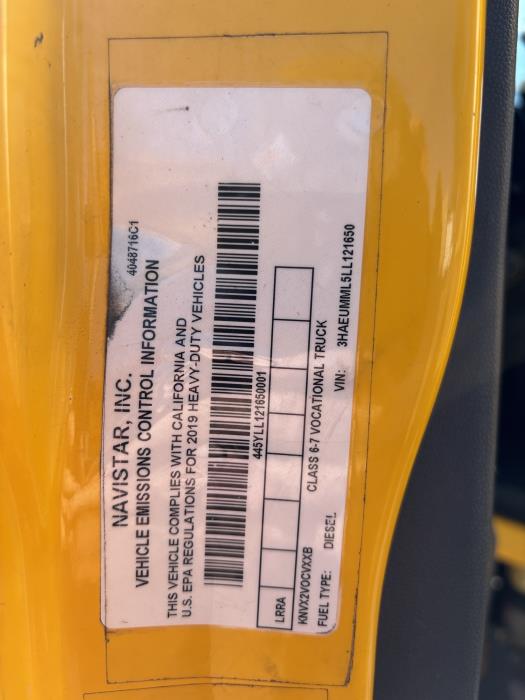 NAVISTAR, INC.
4048716C1
VEHICLE EMISSIONS CONTROL INFORMATION
THIS VEHICLE COMPLIES WITH CALIFORNIA AND
U.S. EPA REGULATIONS FOR 2019 HEAVY-DUTY VEHICLES
445YLL121650001
LRRA
KNVX2VOCVXXB
CLASS 6-7 VOCATIONAL TRUCK
FUEL TYPE: DIESEL VIN: 3HAEUMML5LL121650